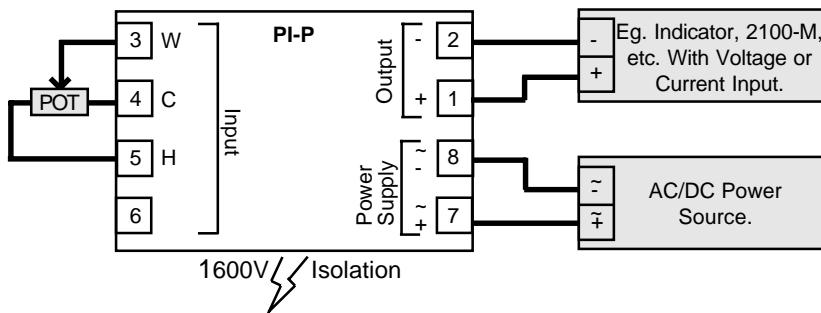 3 W
PI-P
- 2
-
Eg. Indicator, 2100-M,
etc. With Voltage or
Current Input.
POT
4 C
Input
Output
+ 1
+
5 H
Power
Supply
~
- 8
~
-
AC/DC Power
Source.
6
~
+ 7
~
+
1600V Isolation